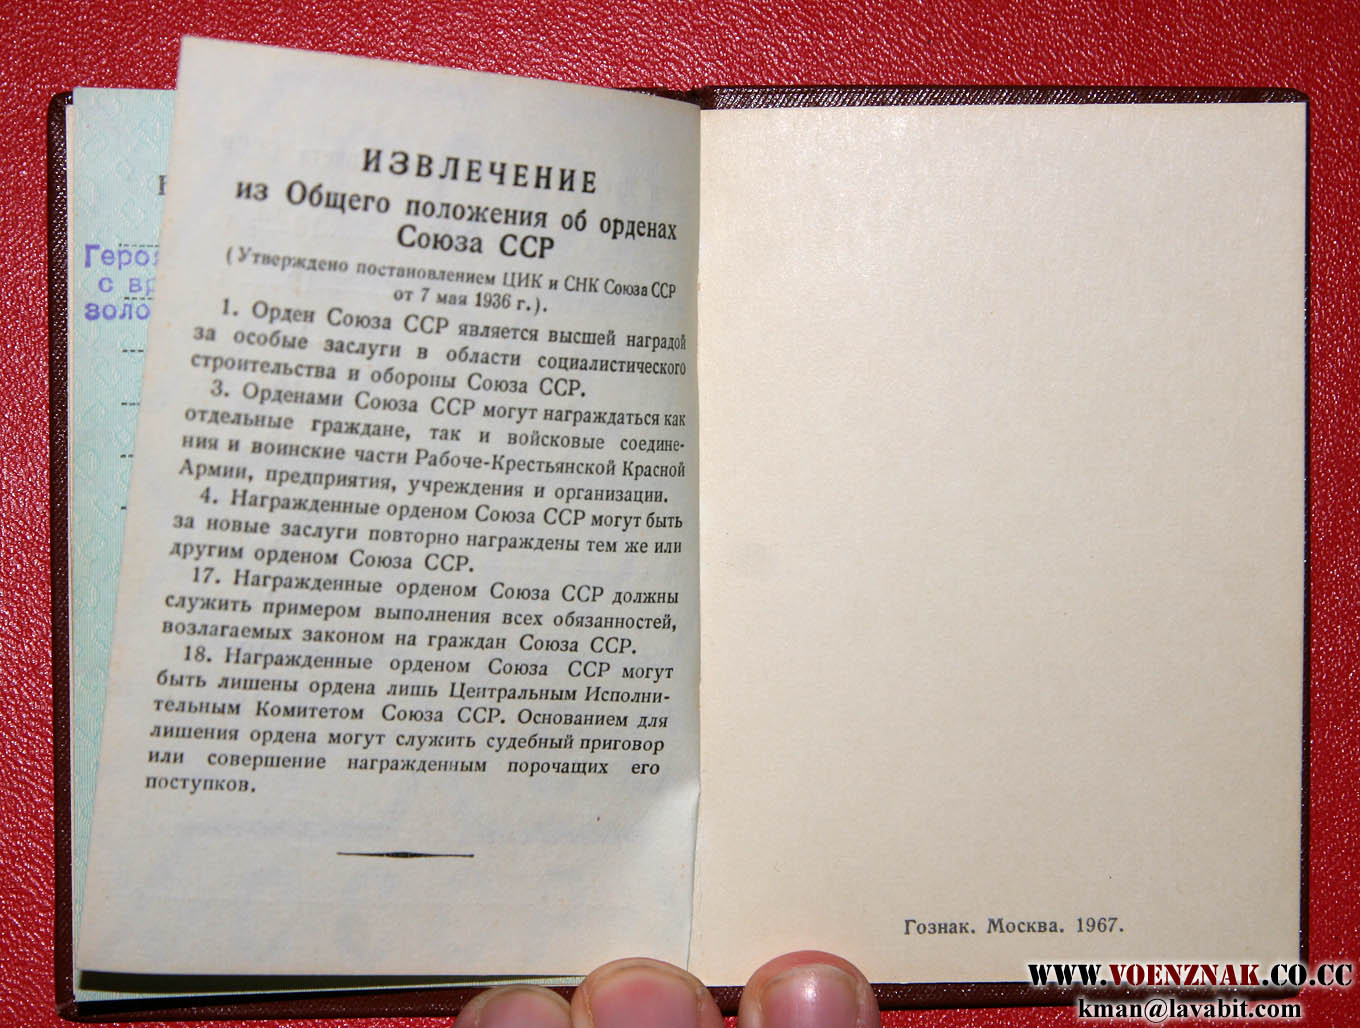 Геро
с вр
золо
ИЗВЛЕЧЕНИЕ
из Общего положения об орденах
Союза ССР
(Утверждено постановлением ЦИК и СНК Союза ССР
от 7 мая 1936 г.).
1. Орден Союза ССР является высшей наградой
за особые заслуги в области социалистического
строительства и обороны Союза ССР.
3. Орденами Союза ССР могут награждаться как
отдельные граждане, так и войсковые соедине-
ния и воинские части Рабоче-Крестьянской Красной
Армии, предприятия, учреждения и организации.
4. Награжденные орденом Союза ССР могут быть
за новые заслуги повторно награждены тем же или
другим орденом Союза ССР.
17. Награжденные орденом Союза ССР должны
служить примером выполнения всех обязанностей,
возлагаемых законом на граждан Союза ССР.
18. Награжденные орденом Союза ССР могут
быть лишены ордена лишь Центральным Исполни-
тельным Комитетом Союза ССР. Основанием для
лишения ордена могут служить судебный приговор
или совершение награжденным порочащих его
поступков.
Гознак. Москва. 1967.
WWW.VOENZNAK.CO.CC
kman@lavabit.com